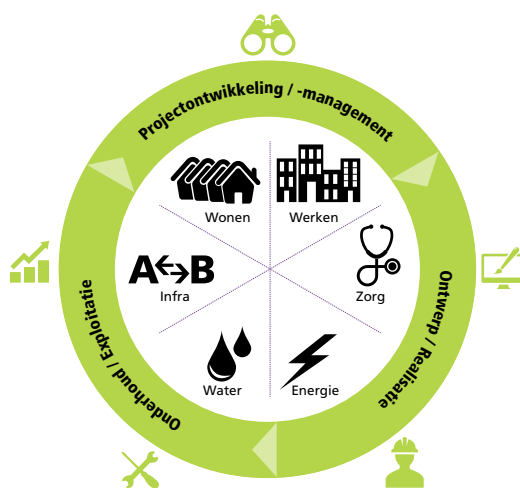 Projectontwikkeling / -management
Wonen
Werken
A B
Infra
Zorg
Water
Energie
Ontwerp / Realisatie
Onderhoud / Exploitatie